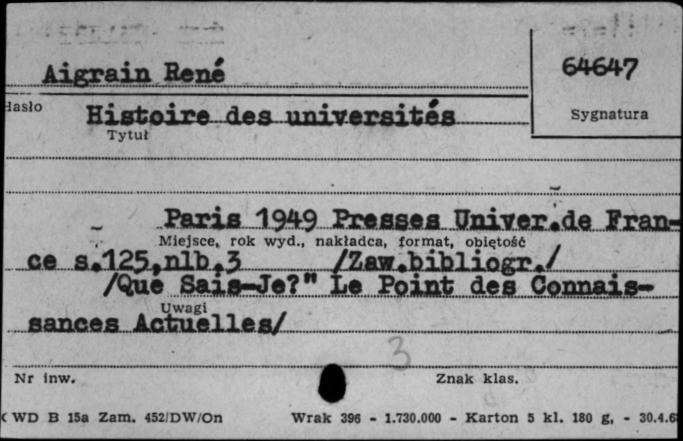 Aigrain René
64647
Hasło
Histoire des universités
Sygnatura
Tytuł
Paris 1949 Presses Univer.de Fran-
Miejsce, rok wyd., nakładca, format, objętość
ce s.125,nlb.3 /Zaw.bibliogr./
/Que Sais-Je?" Le Point des Connais-
Uwagi
sances Actuelles/
3
Nr inw.
Znak klas.
CWD B 15a Zam. 452/DW/On Wrak 396 - 1.730.000 - Karton 5 kl. 180 g, - 30.4.6